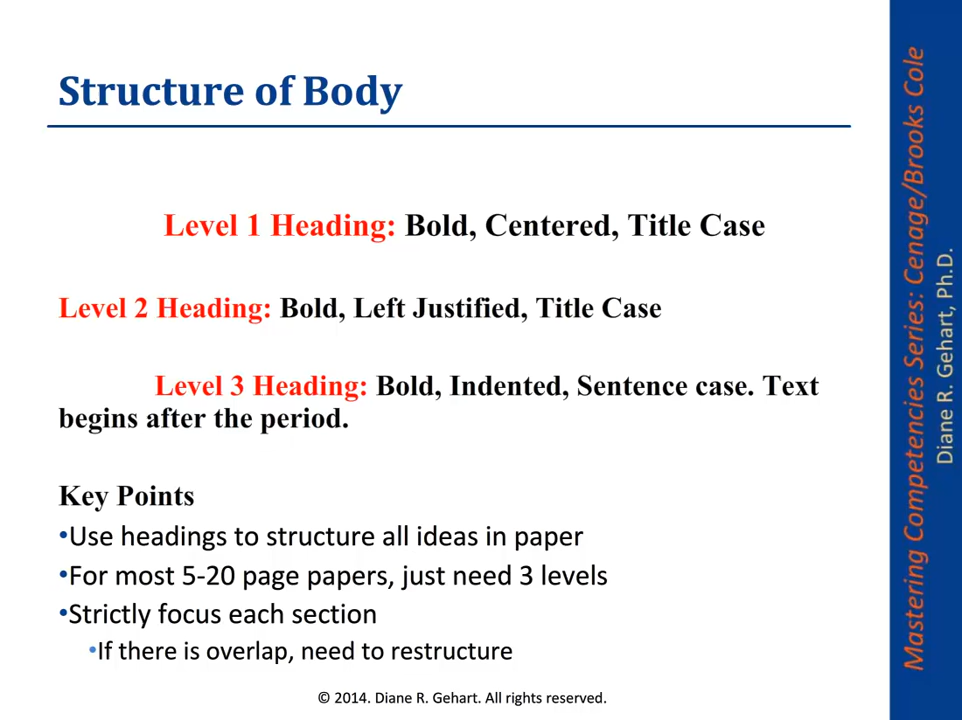 Structure of Body
Level 1 Heading: Bold, Centered, Title Case
Level 2 Heading: Bold, Left Justified, Title Case
Level 3 Heading: Bold, Indented, Sentence case. Text
begins after the period.
Key Points
•Use headings to structure all ideas in paper
•For most 5-20 page papers, just need 3 levels
•Strictly focus each section
•If there is overlap, need to restructure
© 2014. Diane R. Gehart. All rights reserved.
Mastering Competencies Series: Cenage/Brooks Cole
Diane R. Gehart, Ph.D.